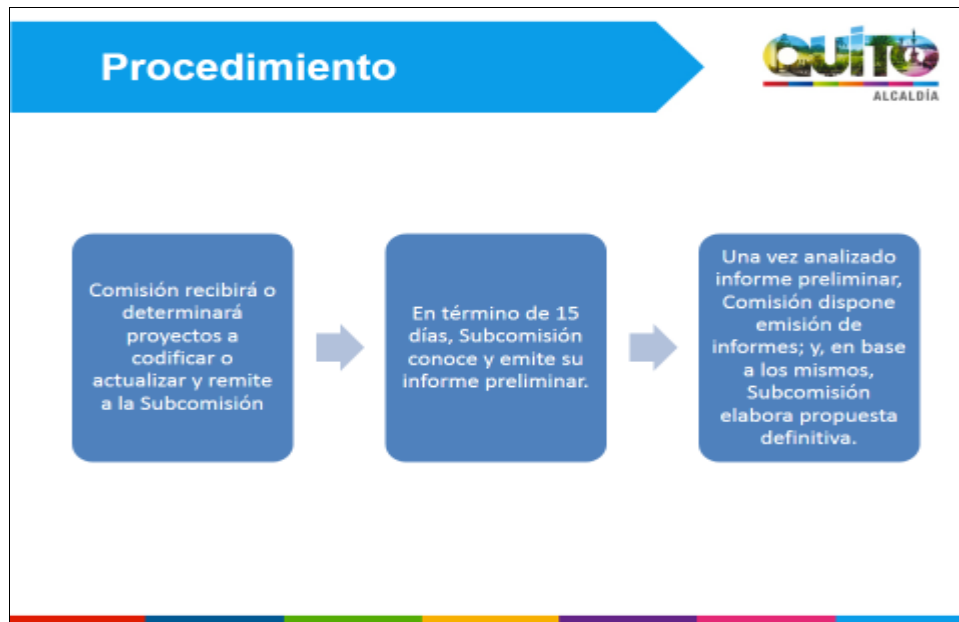 Procedimiento
QUITO
ALCALDÍA
Comisión recibirá o
determinará
proyectos a
codificar o
actualizar y remite
a la Subcomisión
En término de 15
días, Subcomisión
conoce y emite su
informe preliminar.
Una vez analizado
informe preliminar,
Comisión dispone
emisión de
informes; y, en base
a los mismos,
Subcomisión
elabora propuesta
definitiva.